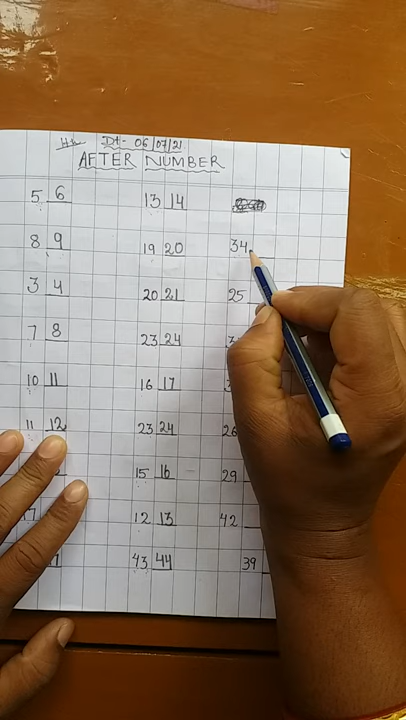 Hw Dt- 06/07/21
AFTER NUMBER
5 6 13 14
8 9 19 20 34
3 4 20 21 25
7 8 23 24
10 11 16 17
11 12 23 24 26
15 16 29
12 13 42
43 44 39